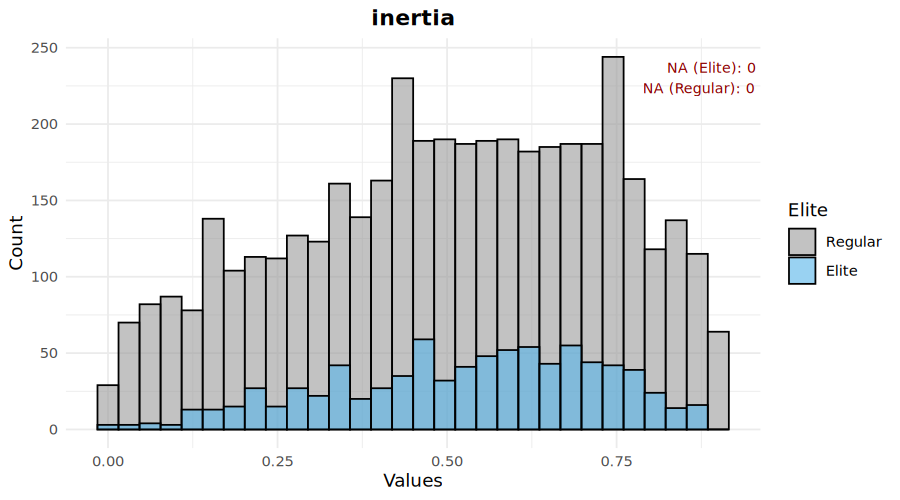 inertia
NA (Elite): 0
NA (Regular): 0
250
200
150
100
50
0
Count
0.00
0.25
0.50
0.75
Values
Elite
Regular
Elite